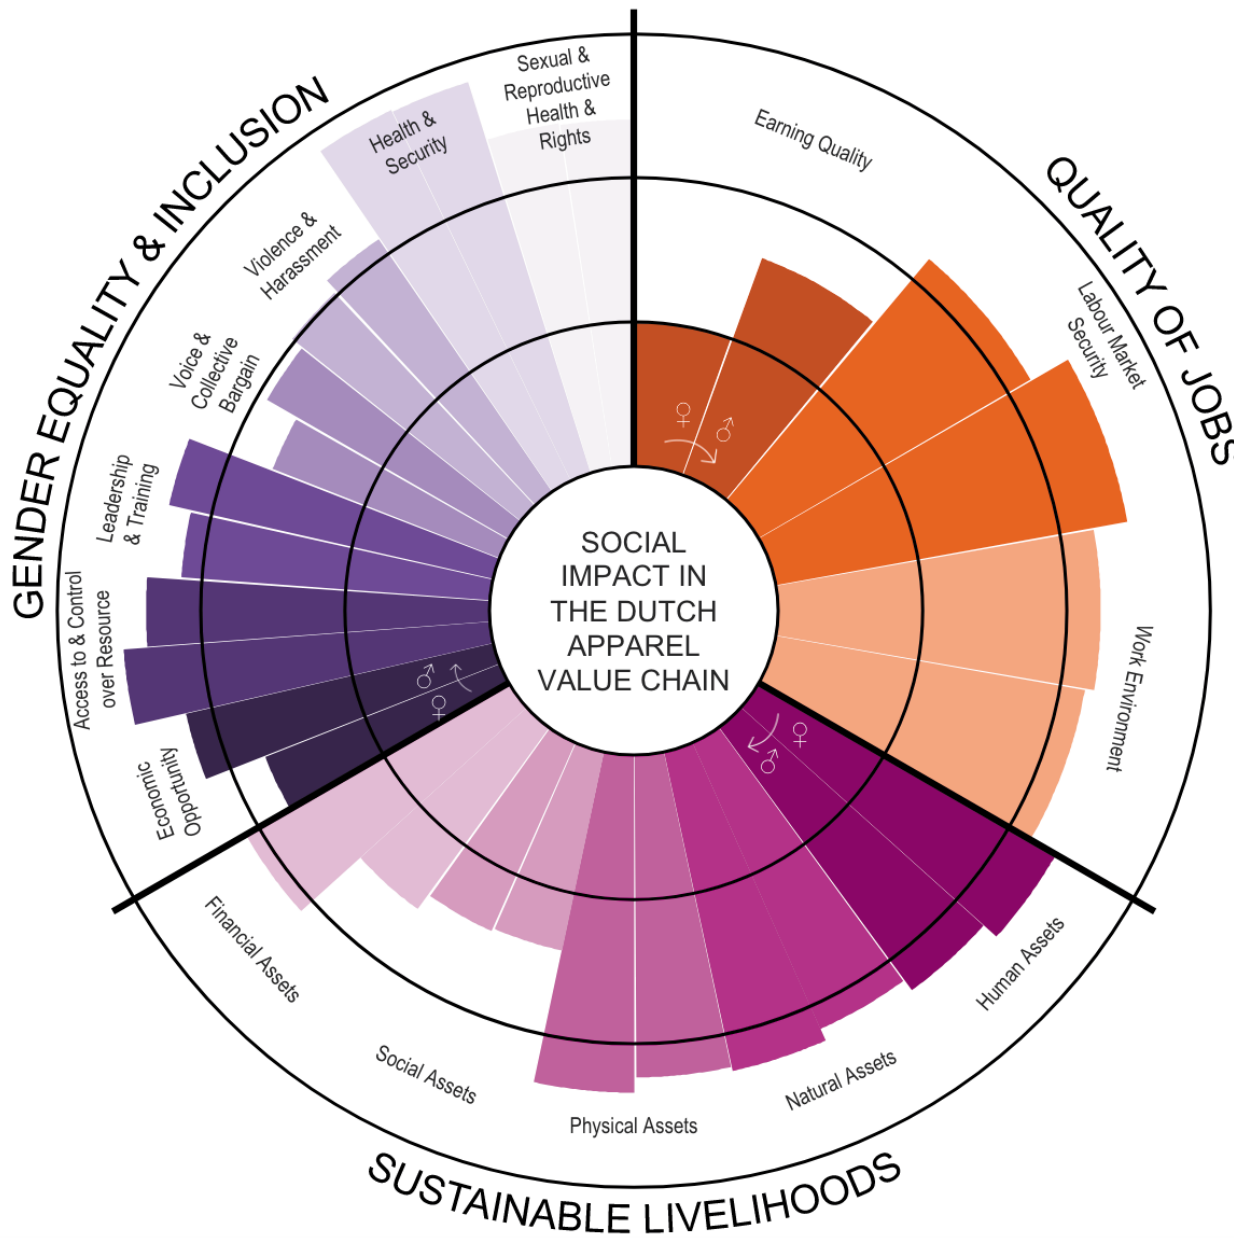 SOCIAL
IMPACT IN
THE DUTCH
APPAREL
VALUE CHAIN
QUALITY OF JOBS
Earning Quality
Labour Market
Security
Work Environment
♀
♂
SUSTAINABLE LIVELIHOODS
Human Assets
Natural Assets
Physical Assets
Social Assets
Financial Assets
♀
♂
GENDER EQUALITY & INCLUSION
Economic
Opportunity
Access to & Control
over Resource
Leadership
& Training
Voice &
Collective
Bargain
Violence &
Harassment
Health &
Security
Sexual &
Reproductive
Health &
Rights
♂
♀